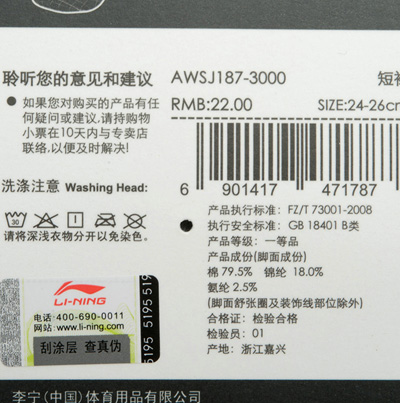 聆听您的意见和建议
如果您对购买的产品有任
何疑问或建议,请持购物
小票在10天内与专卖店
联络,以便及时解决!
洗涤注意 Washing Head:
30
请将深浅衣物分开以免染色。
LI-NING
电话:400-690-0011
网站:www.li-ning.com
刮涂层 查真伪
5195 5195 5195
李宁(中国)体育用品有限公司
AWSJ187-3000
短袜
RMB:22.00
SIZE:24-26cm
6 901417 471787
产品执行标准: FZ/T 73001-2008
执行安全标准: GB 18401 B类
产品等级: 一等品
产品成份(脚面成份)
棉 79.5% 锦纶 18.0%
氨纶 2.5%
(脚面舒张圈及装饰线部位除外)
合格证: 检验合格
检验员: 01
产地: 浙江嘉兴